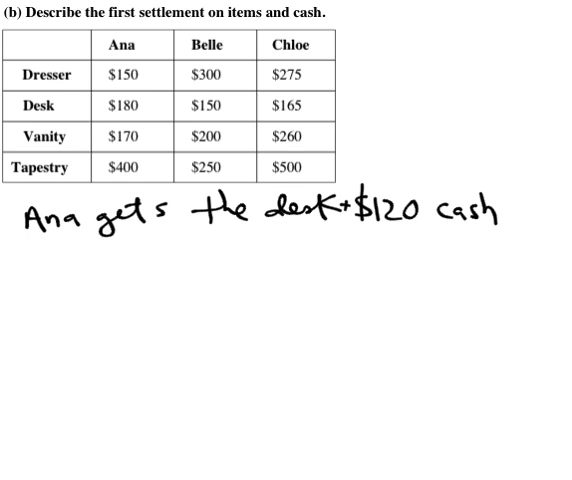 (b) Describe the first settlement on items and cash.
Ana Belle Chloe
Dresser $150 $300 $275
Desk $180 $150 $165
Vanity $170 $200 $260
Tapestry $400 $250 $500
Ana gets the desk+$120 cash